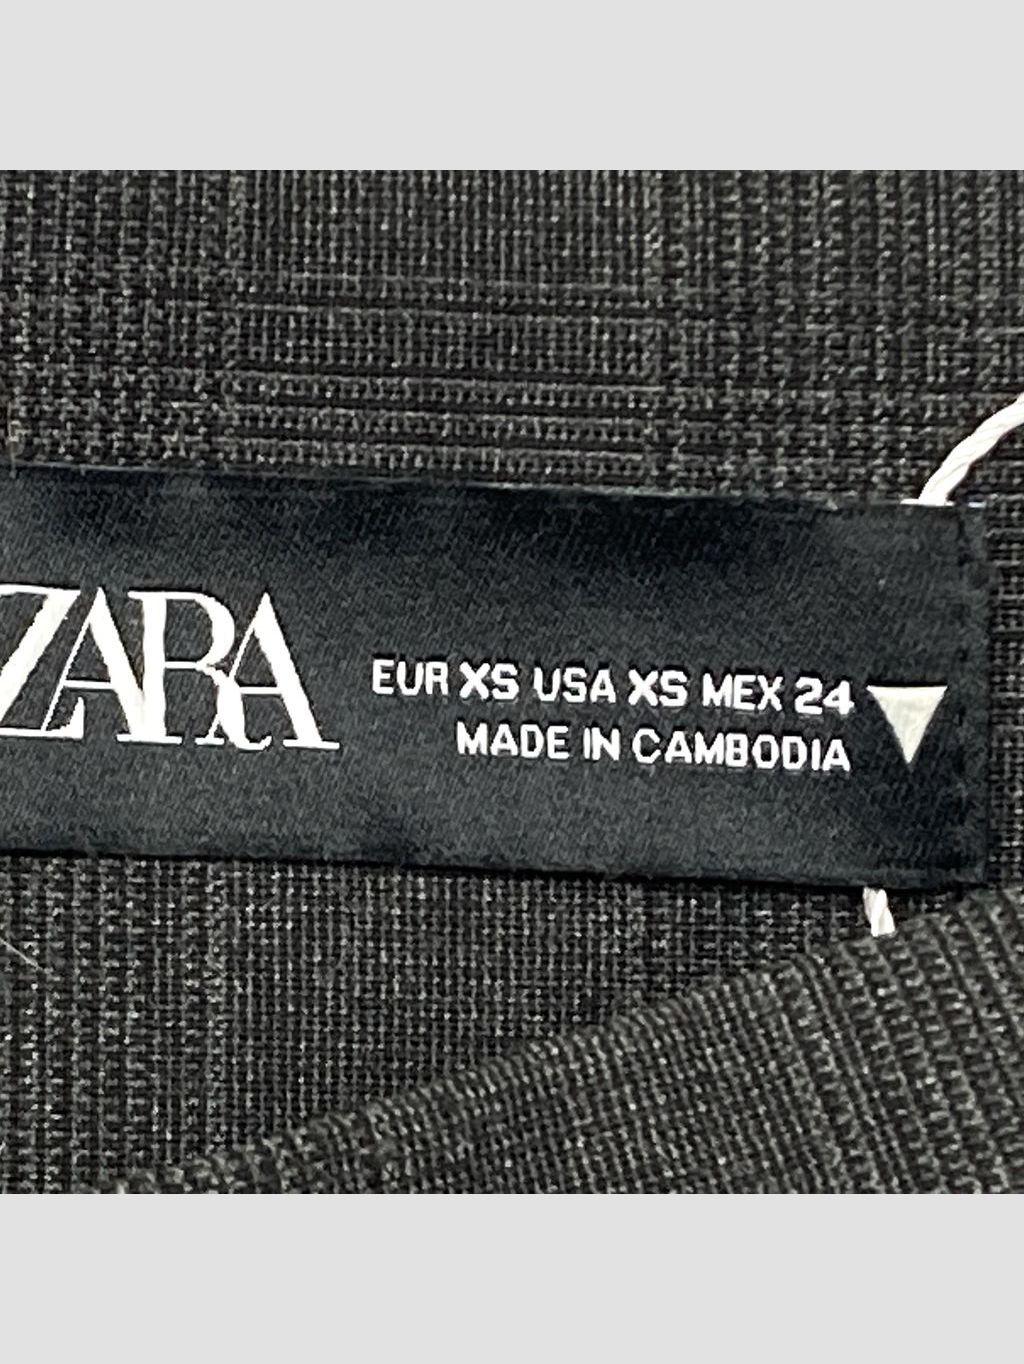 ZARA
EUR XS USA XS MEX 24
MADE IN CAMBODIA